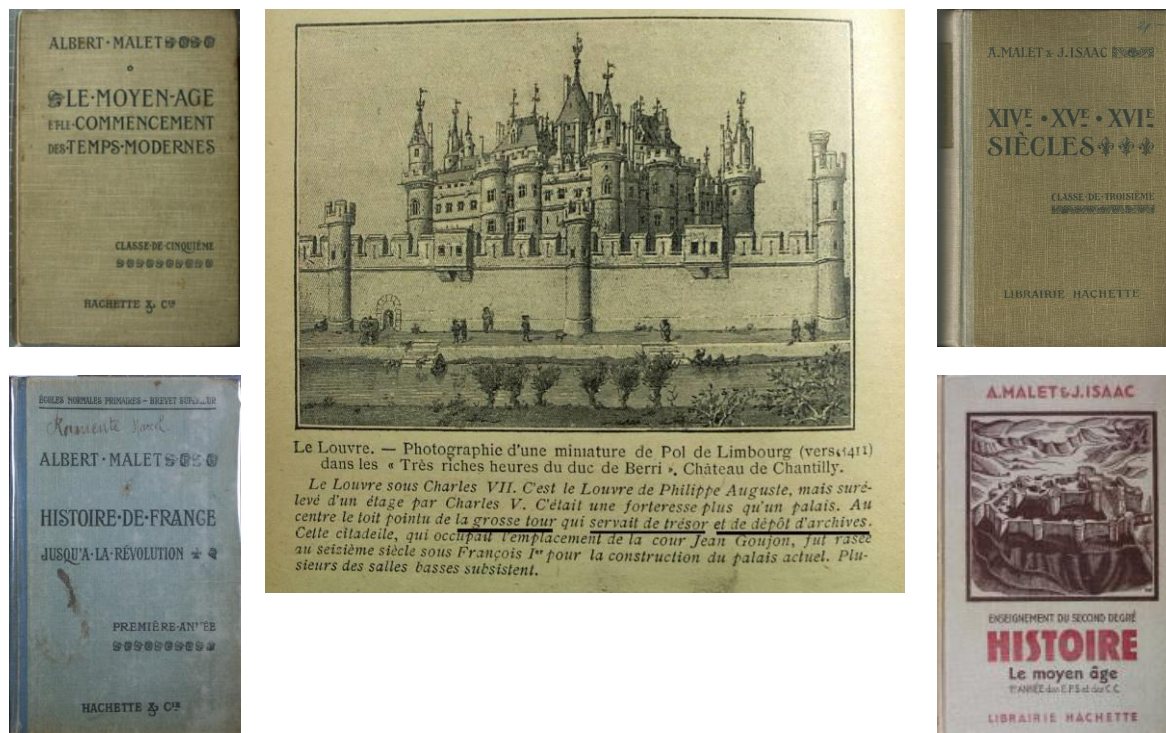 ALBERT·MALET
LE·MOYEN-AGE
ET·LE·COMMENCEMENT
DES·TEMPS·MODERNES
CLASSE·DE·CINQUIÈME
HACHETTE & Cie
ÉCOLES NORMALES PRIMAIRES – BREVET SUPÉRIEUR
ALBERT·MALET
HISTOIRE·DE·FRANCE
JUSQU'A·LA·RÉVOLUTION
PREMIÈRE·ANNÉE
HACHETTE & Cie
Le Louvre. — Photographie d'une miniature de Pol de Limbourg (vers 1411)
dans les « Très riches heures du duc de Berri ». Château de Chantilly.
Le Louvre sous Charles VII. C'est le Louvre de Philippe Auguste, mais suré-
levé d'un étage par Charles V. C'était une forteresse plus qu'un palais. Au
centre le toit pointu de la grosse tour qui servait de trésor et de dépôt d'archives.
Cette citadelle, qui occupait l'emplacement de la cour Jean Goujon, fut rasée
au seizième siècle sous François Ier pour la construction du palais actuel. Plu-
sieurs des salles basses subsistent.
A. MALET & J. ISAAC
XIVE · XVE · XVIE
SIÈCLES
CLASSE·DE·TROISIÈME
LIBRAIRIE HACHETTE
A. MALET & J. ISAAC
ENSEIGNEMENT DU SECOND DEGRÉ
HISTOIRE
Le moyen âge
1re ANNÉE des E.P.S et des C.C.
LIBRAIRIE HACHETTE